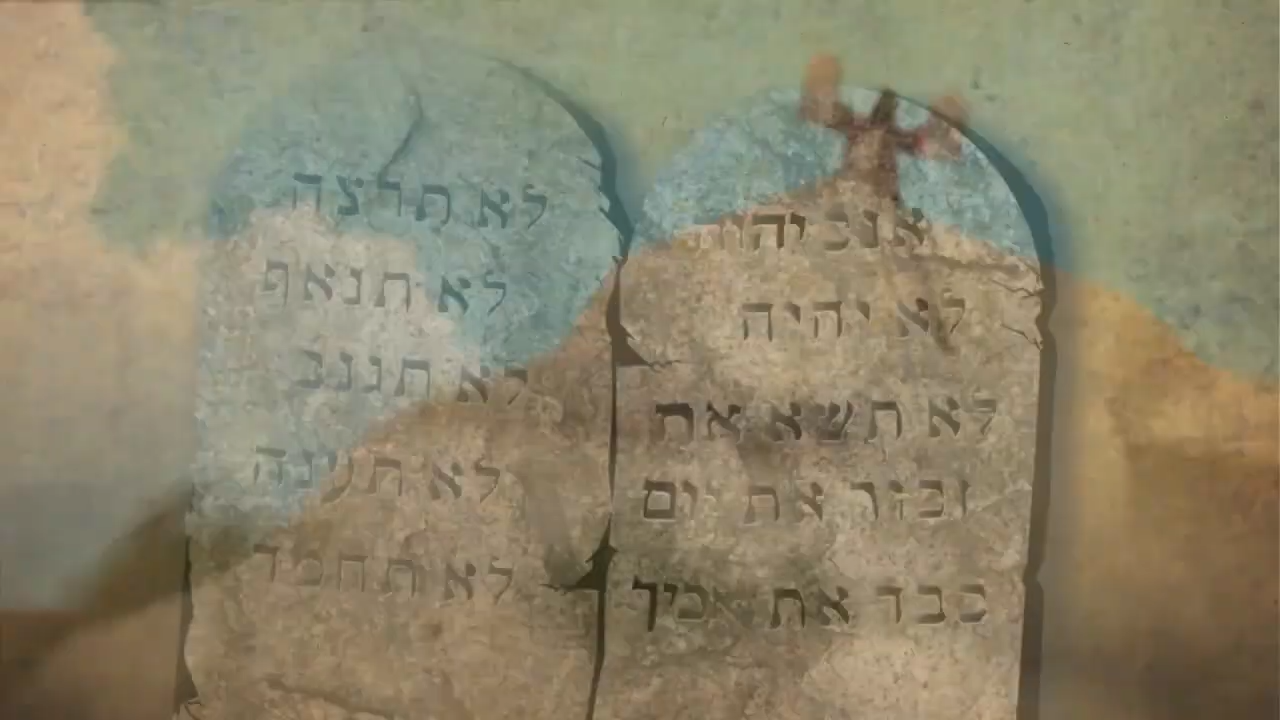 אנכי יהוה
לא יהיה
לא תשא את
זכור את יום
כבד את אביך
לא תרצח
לא תנאף
לא תגנב
לא תענה
לא תחמד